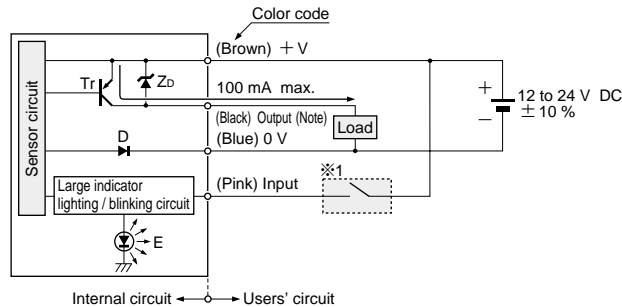 Color code
(Brown) +V
Tr
ZD
100 mA max.
Sensor circuit
(Black) Output (Note)
Load
+
−
12 to 24 V DC
± 10 %
D
(Blue) 0 V
※1
Large indicator
lighting / blinking circuit
(Pink) Input
E
Internal circuit
Users' circuit